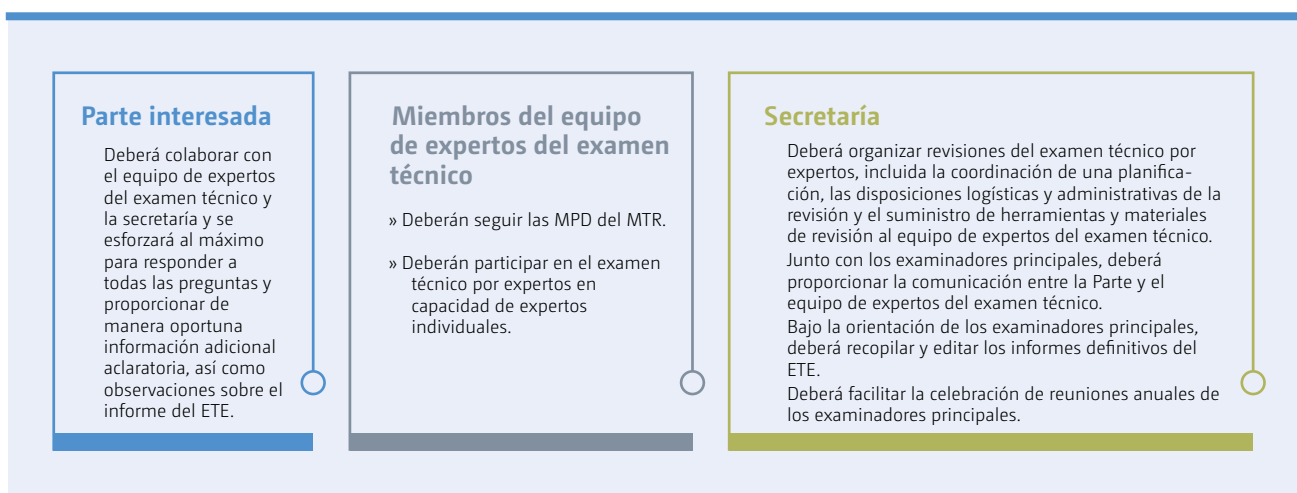 Parte interesada
Deberá colaborar con
el equipo de expertos
del examen técnico y
la secretaría y se
esforzará al máximo
para responder a
todas las preguntas y
proporcionar de
manera oportuna
información adicional
aclaratoria, así como
observaciones sobre el
informe del ETE.
Miembros del equipo
de expertos del examen
técnico
» Deberán seguir las MPD del MTR.
» Deberán participar en el examen
técnico por expertos en
capacidad de expertos
individuales.
Secretaría
Deberá organizar revisiones del examen técnico por
expertos, incluida la coordinación de una planifica-
ción, las disposiciones logísticas y administrativas de la
revisión y el suministro de herramientas y materiales
de revisión al equipo de expertos del examen técnico.
Junto con los examinadores principales, deberá
proporcionar la comunicación entre la Parte y el
equipo de expertos del examen técnico.
Bajo la orientación de los examinadores principales,
deberá recopilar y editar los informes definitivos del
ETE.
Deberá facilitar la celebración de reuniones anuales de
los examinadores principales.